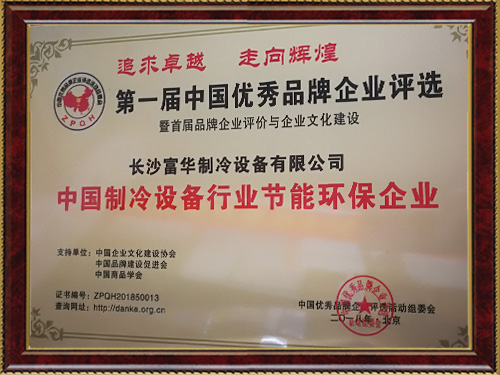 追求卓越 走向辉煌
第一届中国优秀品牌企业评选
暨首届品牌企业评价与企业文化建设
长沙富华制冷设备有限公司
中国制冷设备行业节能环保企业
支持单位：中国企业文化建设协会
中国品牌建设促进会
中国商品学会
证书编号：ZPQH201850013
查询网址：http://danke.org.cn
中国优秀品牌企业评选活动组委会
二〇一八年·北京
ZPQH